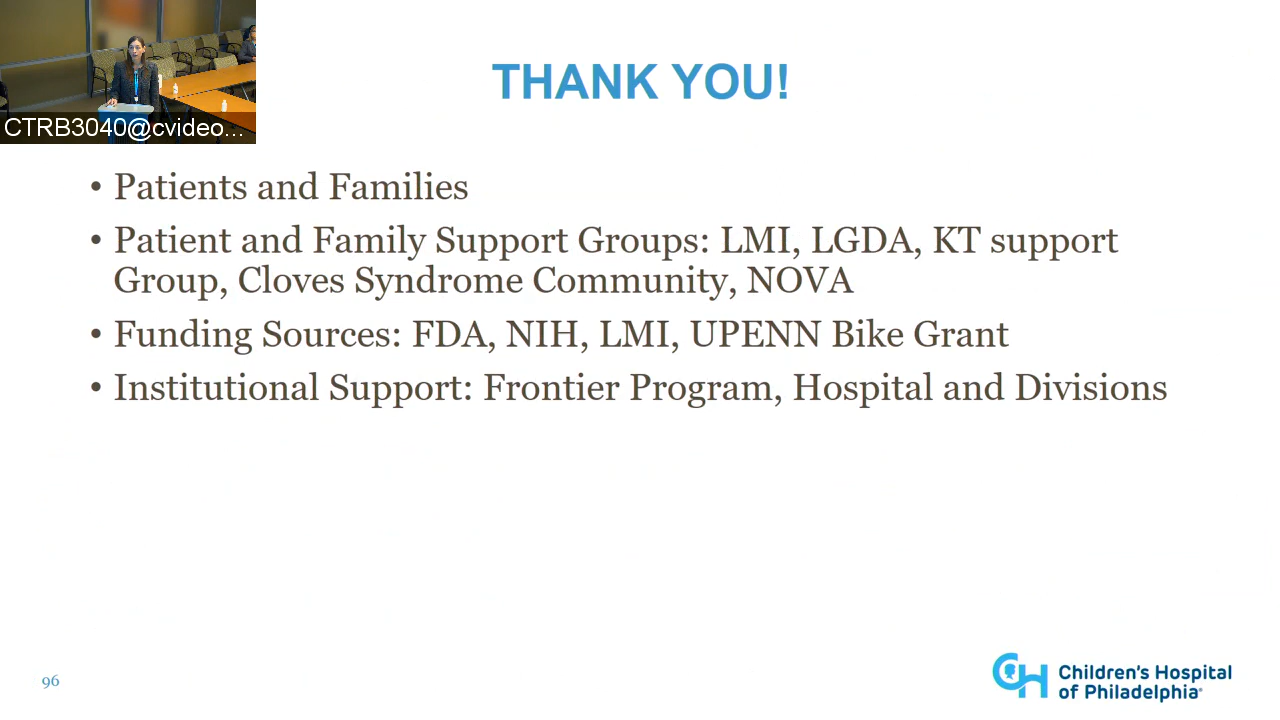 CTRB3040@cvideo...
THANK YOU!
• Patients and Families
• Patient and Family Support Groups: LMI, LGDA, KT support
Group, Cloves Syndrome Community, NOVA
• Funding Sources: FDA, NIH, LMI, UPENN Bike Grant
• Institutional Support: Frontier Program, Hospital and Divisions
96
CH Children's Hospital
of Philadelphia®